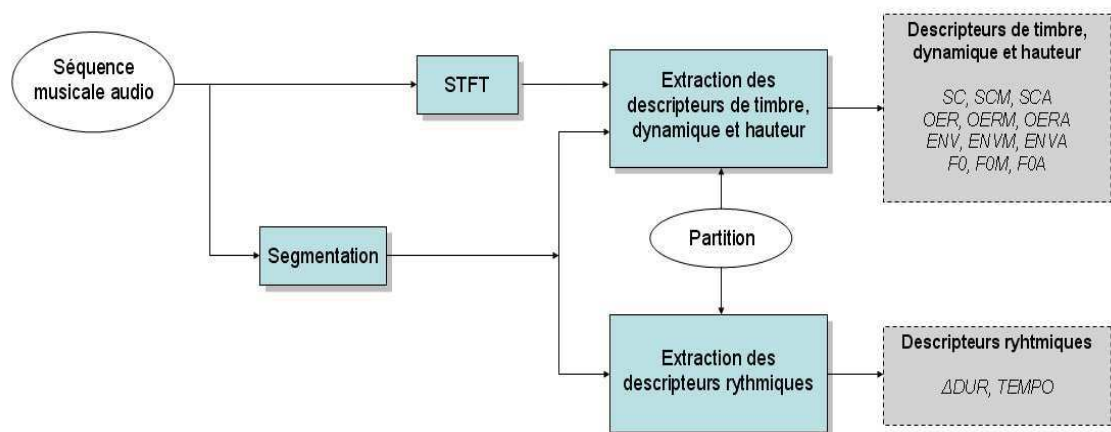 Séquence
musicale audio
STFT
Extraction des
descripteurs de timbre,
dynamique et hauteur
Descripteurs de timbre,
dynamique et hauteur
SC, SCM, SCA
OER, OERM, OERA
ENV, ENVM, ENVA
F0, F0M, F0A
Segmentation
Partition
Extraction des
descripteurs rythmiques
Descripteurs ryhtmiques
ΔDUR, TEMPO